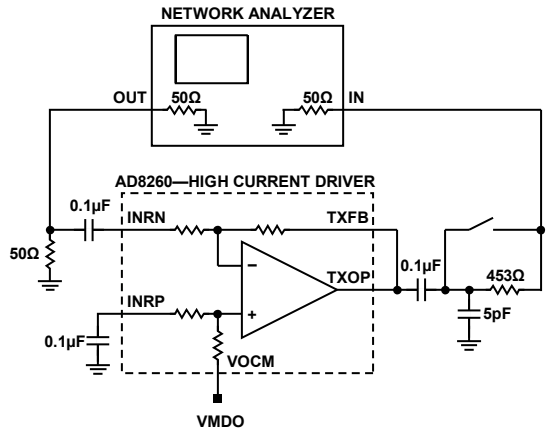 NETWORK ANALYZER
OUT
50Ω
50Ω
IN
AD8260—HIGH CURRENT DRIVER
0.1µF
INRN
TXFB
50Ω
TXOP
0.1µF
453Ω
INRP
5pF
0.1µF
VOCM
VMDO
−
+